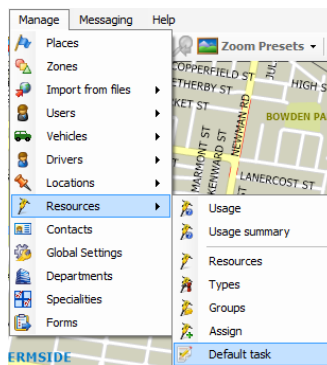 Manage Messaging Help
Places
Zones
Import from files
Users
Vehicles
Drivers
Locations
Resources
Contacts
Global Settings
Departments
Specialities
Forms
Zoom Presets
COPPERFIELD ST
ETHERBY ST
KET ST
HIGH S
NEWMAN RD
BOWDEN PA
MARMONT ST
KENWARD ST
LANERCOST ST
Usage
Usage summary
Resources
Types
Groups
Assign
Default task
ERMSIDE